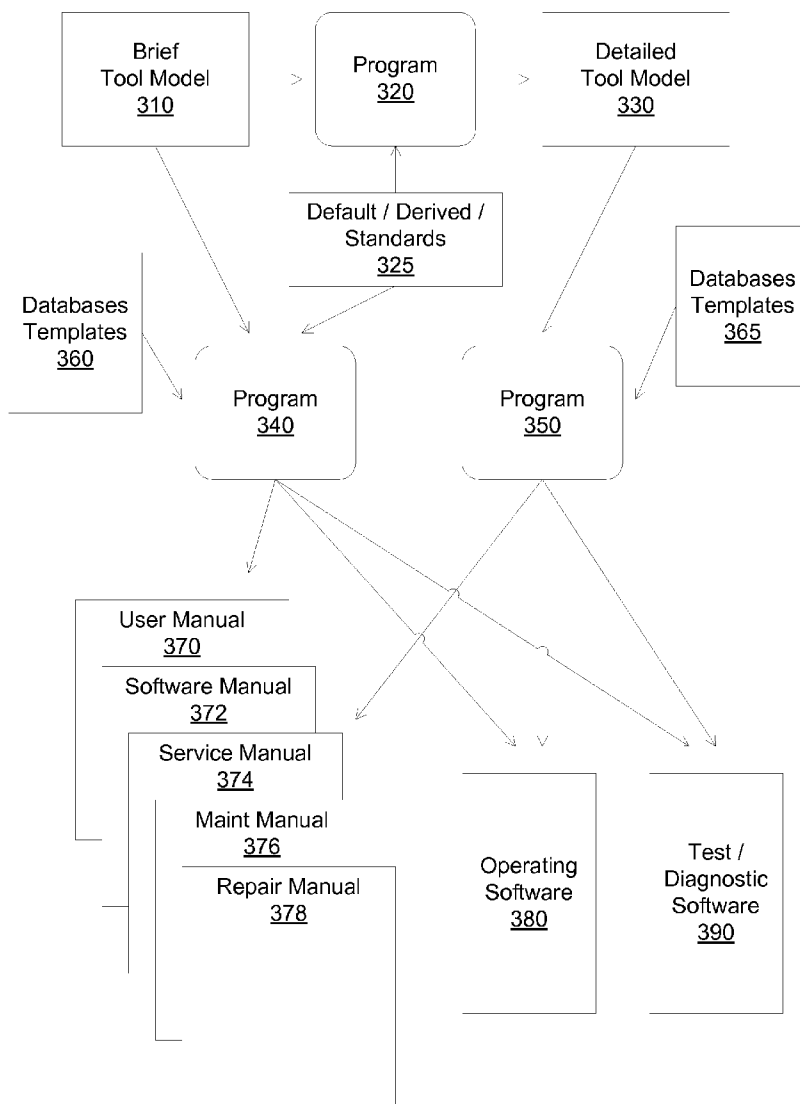 Brief
Tool Model
310
Program
320
Detailed
Tool Model
330
Default / Derived /
Standards
325
Databases
Templates
360
Databases
Templates
365
Program
340
Program
350
User Manual
370
Software Manual
372
Service Manual
374
Maint Manual
376
Repair Manual
378
Operating
Software
380
Test /
Diagnostic
Software
390